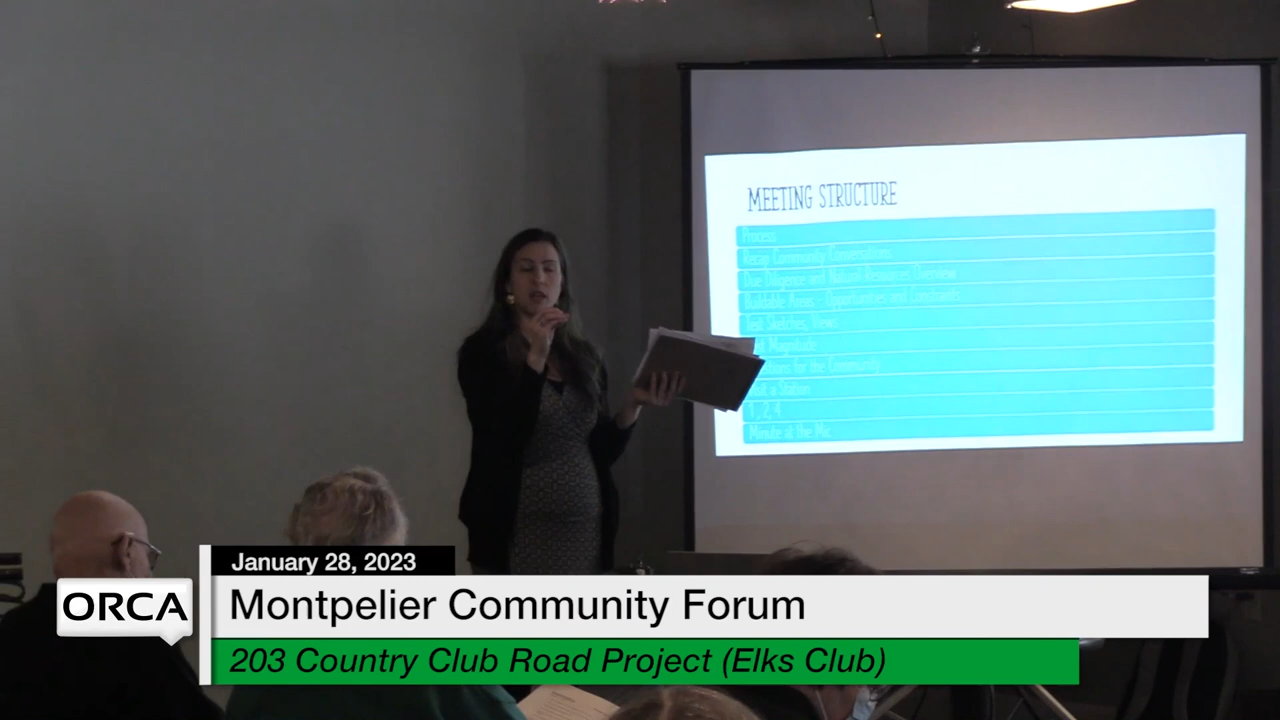 MEETING STRUCTURE
Process
Recap Community Conversations
Due Diligence and Natural Resources Overview
Buildable Areas - Opportunities and Constraints
Test Sketches, Views
Magnitude
for the Community
a Station
1, 2, 4
Minute at the Mic
January 28, 2023
ORCA
Montpelier Community Forum
203 Country Club Road Project (Elks Club)